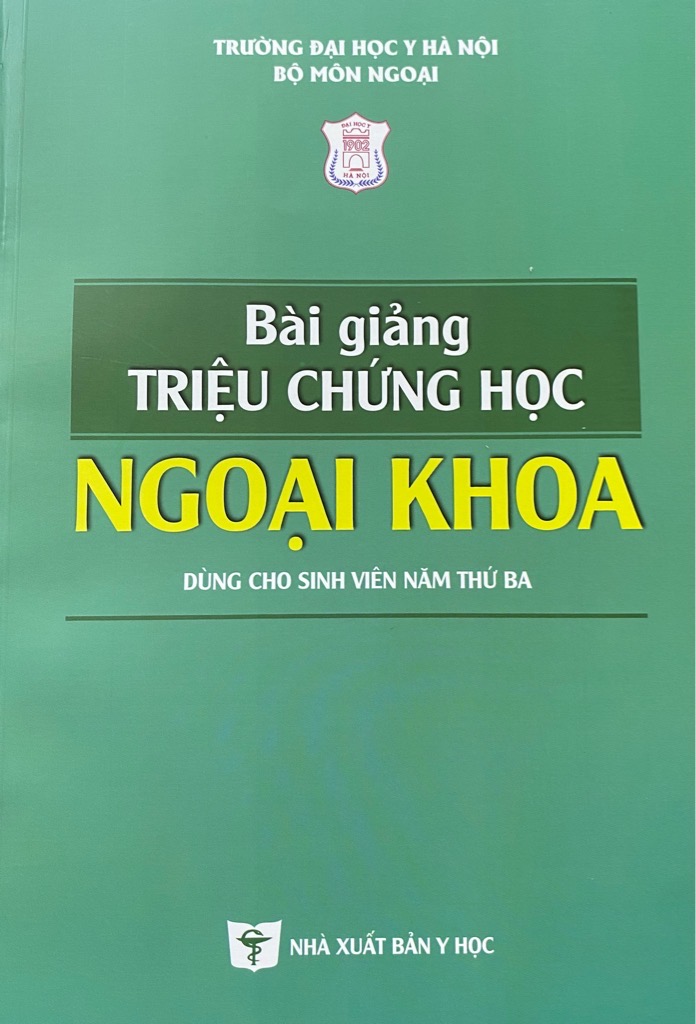 TRƯỜNG ĐẠI HỌC Y HÀ NỘI
BỘ MÔN NGOẠI
ĐẠI HỌC Y
1902
HÀ NỘI
Bài giảng
TRIỆU CHỨNG HỌC
NGOẠI KHOA
DÙNG CHO SINH VIÊN NĂM THỨ BA
NHÀ XUẤT BẢN Y HỌC